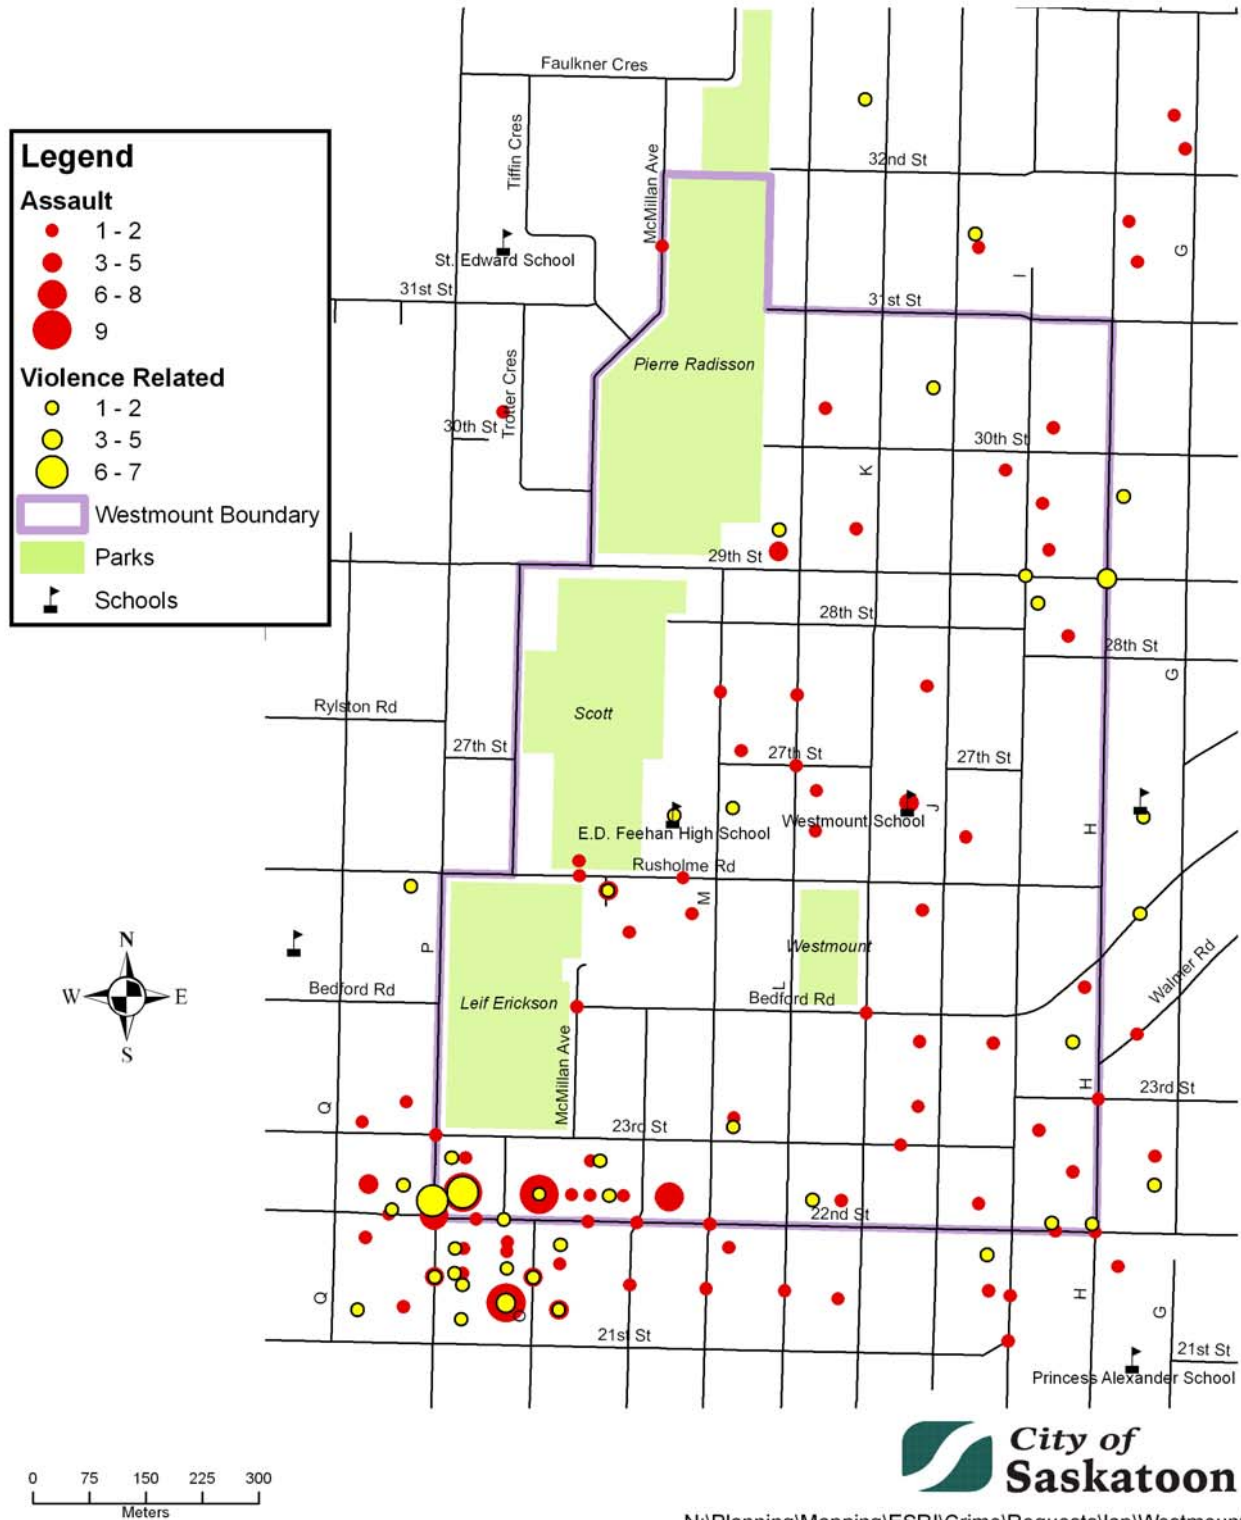 Legend
Assault
1 - 2
3 - 5
6 - 8
9
Violence Related
1 - 2
3 - 5
6 - 7
Westmount Boundary
Parks
Schools
Faulkner Cres
Tiffin Cres
McMillan Ave
32nd St
St. Edward School
G
I
31st St
31st St
Pierre Radisson
Trotter Cres
30th St
30th St
K
29th St
28th St
28th St
G
Rylston Rd
Scott
27th St
27th St
27th St
J
Westmount School
E.D. Feehan High School
H
Rusholme Rd
M
P
Westmount
L
Bedford Rd
Leif Erickson
Bedford Rd
Walmer Rd
McMillan Ave
H
23rd St
Q
23rd St
22nd St
Q
O
H
G
21st St
21st St
Princess Alexander School
N
W
E
S
0 75 150 225 300
Meters
City of
Saskatoon